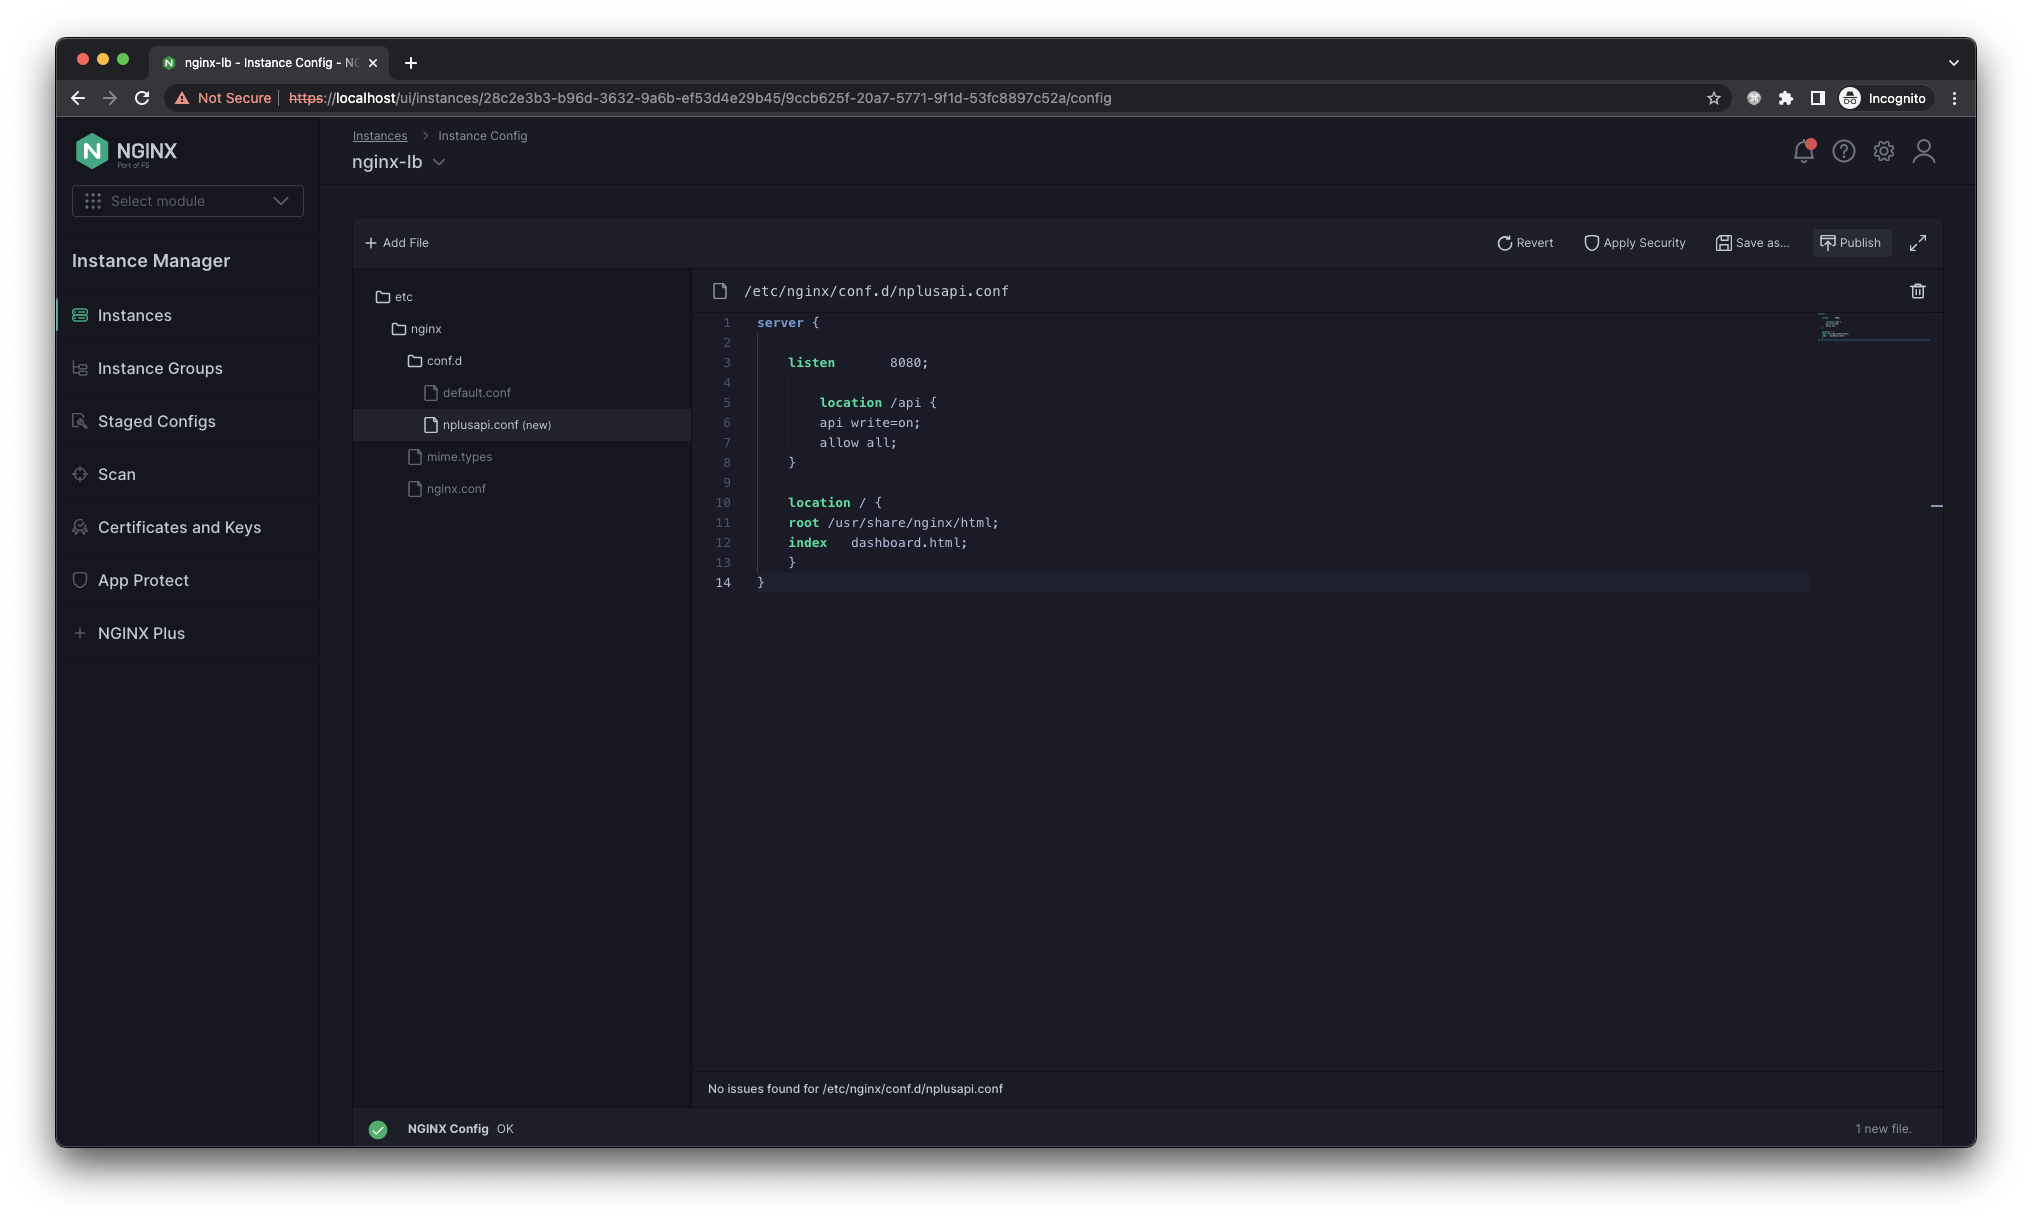 nginx-lb - Instance Config - NG
Not Secure https://localhost/ui/instances/28c2e3b3-b96d-3632-9a6b-ef53d4e29b45/9ccb625f-20a7-5771-9f1d-53fc8897c52a/config
Incognito
NGINX
Part of F5
Select module
Instance Manager
Instances
Instance Groups
Staged Configs
Scan
Certificates and Keys
App Protect
NGINX Plus
Instances > Instance Config
nginx-lb
+ Add File
Revert
Apply Security
Save as...
Publish
etc
nginx
conf.d
default.conf
nplusapi.conf (new)
mime.types
nginx.conf
/etc/nginx/conf.d/nplusapi.conf
1 server {
2
3 listen       8080;
4
5 location /api {
6 api write=on;
7 allow all;
8 }
9
10 location / {
11 root /usr/share/nginx/html;
12 index   dashboard.html;
13 }
14 }
No issues found for /etc/nginx/conf.d/nplusapi.conf
NGINX Config OK
1 new file.